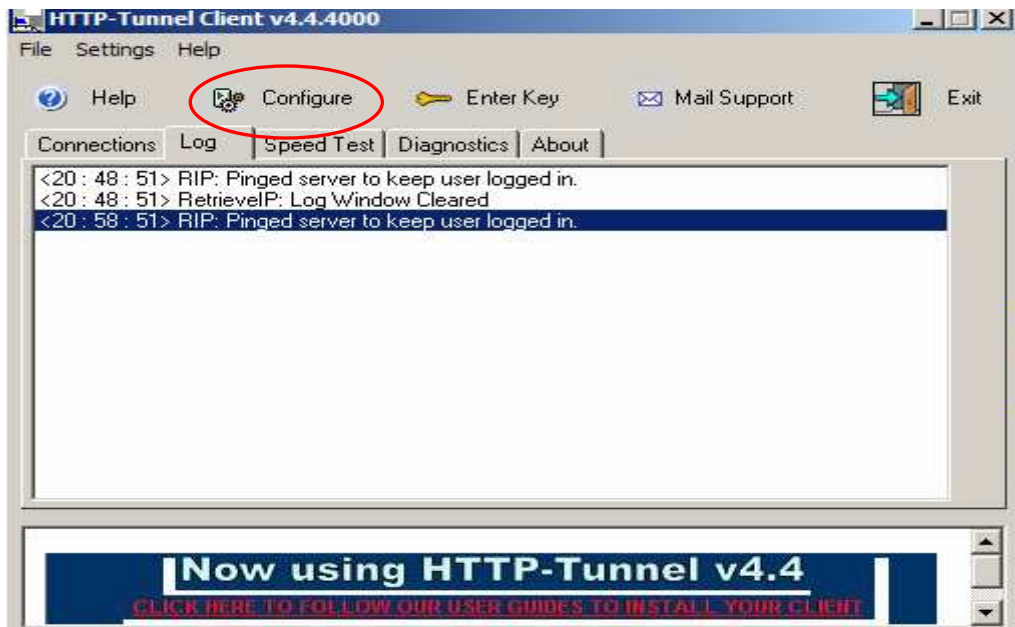 HTTP-Tunnel Client v4.4.4000
File Settings Help
Help Configure Enter Key Mail Support Exit
Connections Log Speed Test Diagnostics About
<20 : 48 : 51> RIP: Pinged server to keep user logged in.
<20 : 48 : 51> RetrieveIP: Log Window Cleared
<20 : 58 : 51> RIP: Pinged server to keep user logged in.
Now using HTTP-Tunnel v4.4
CLICK HERE TO FOLLOW OUR USER GUIDES TO INSTALL YOUR CLIENT